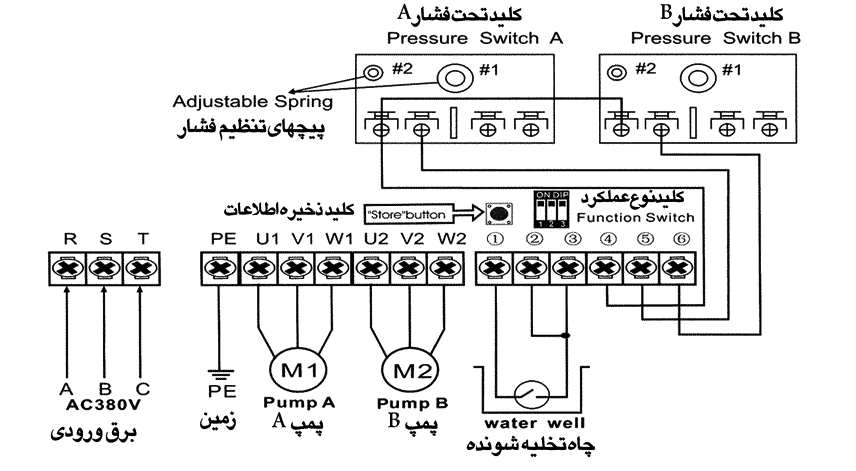 کلید تحت فشار A
کلید تحت فشار B
Pressure Switch A
Pressure Switch B
#2 #1
#2 #1
Adjustable Spring
پیچهای تنظیم فشار
کلید ذخیره اطلاعات
"Store"button
ON DIP
1 2 3
کلید نوع عملکرد
Function Switch
R S T
PE U1 V1 W1 U2 V2 W2
① ② ③ ④ ⑤ ⑥
M1
M2
A B C
PE
AC380V
Pump A
Pump B
water well
برق ورودی
زمین
پمپ A
پمپ B
چاه تخلیه شونده